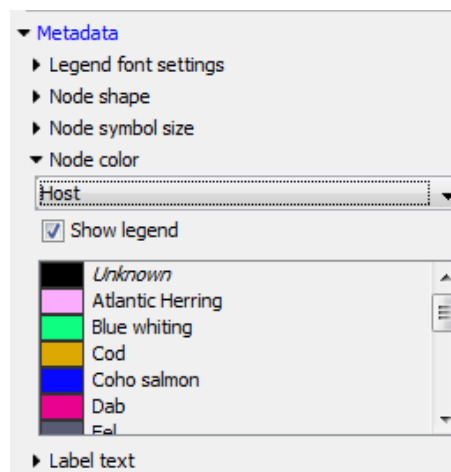 Metadata
Legend font settings
Node shape
Node symbol size
Node color
Host
Show legend
Unknown
Atlantic Herring
Blue whiting
Cod
Coho salmon
Dab
Eel
Label text